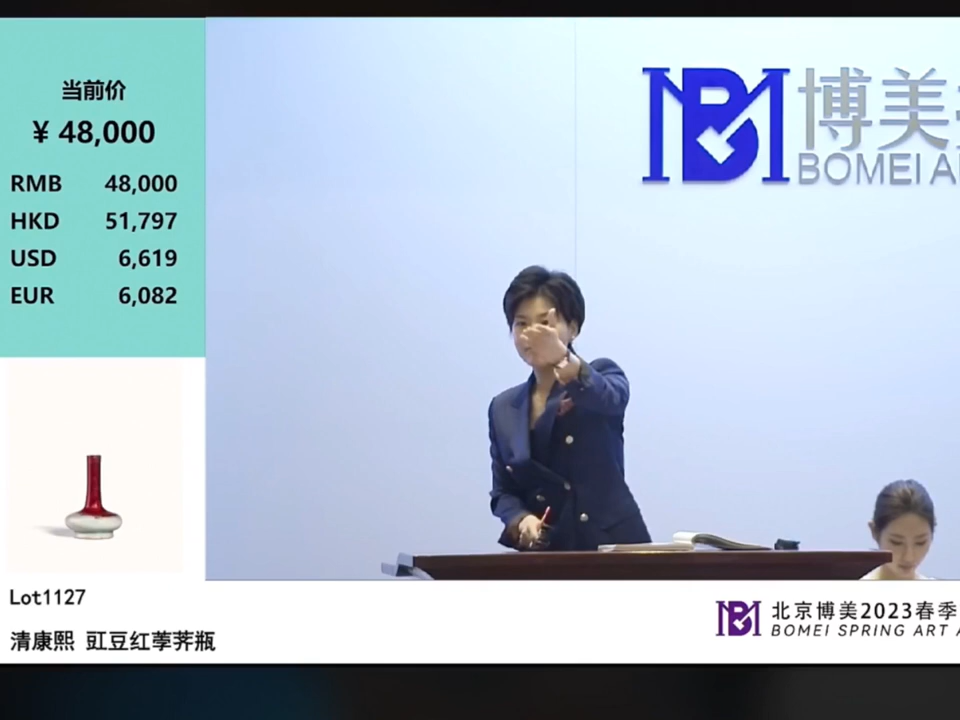 当前价
¥ 48,000
RMB 48,000
HKD 51,797
USD 6,619
EUR 6,082
博美
BOMEI
Lot1127
清康熙 豇豆红荸荠瓶
北京博美2023春季
BOMEI SPRING ART